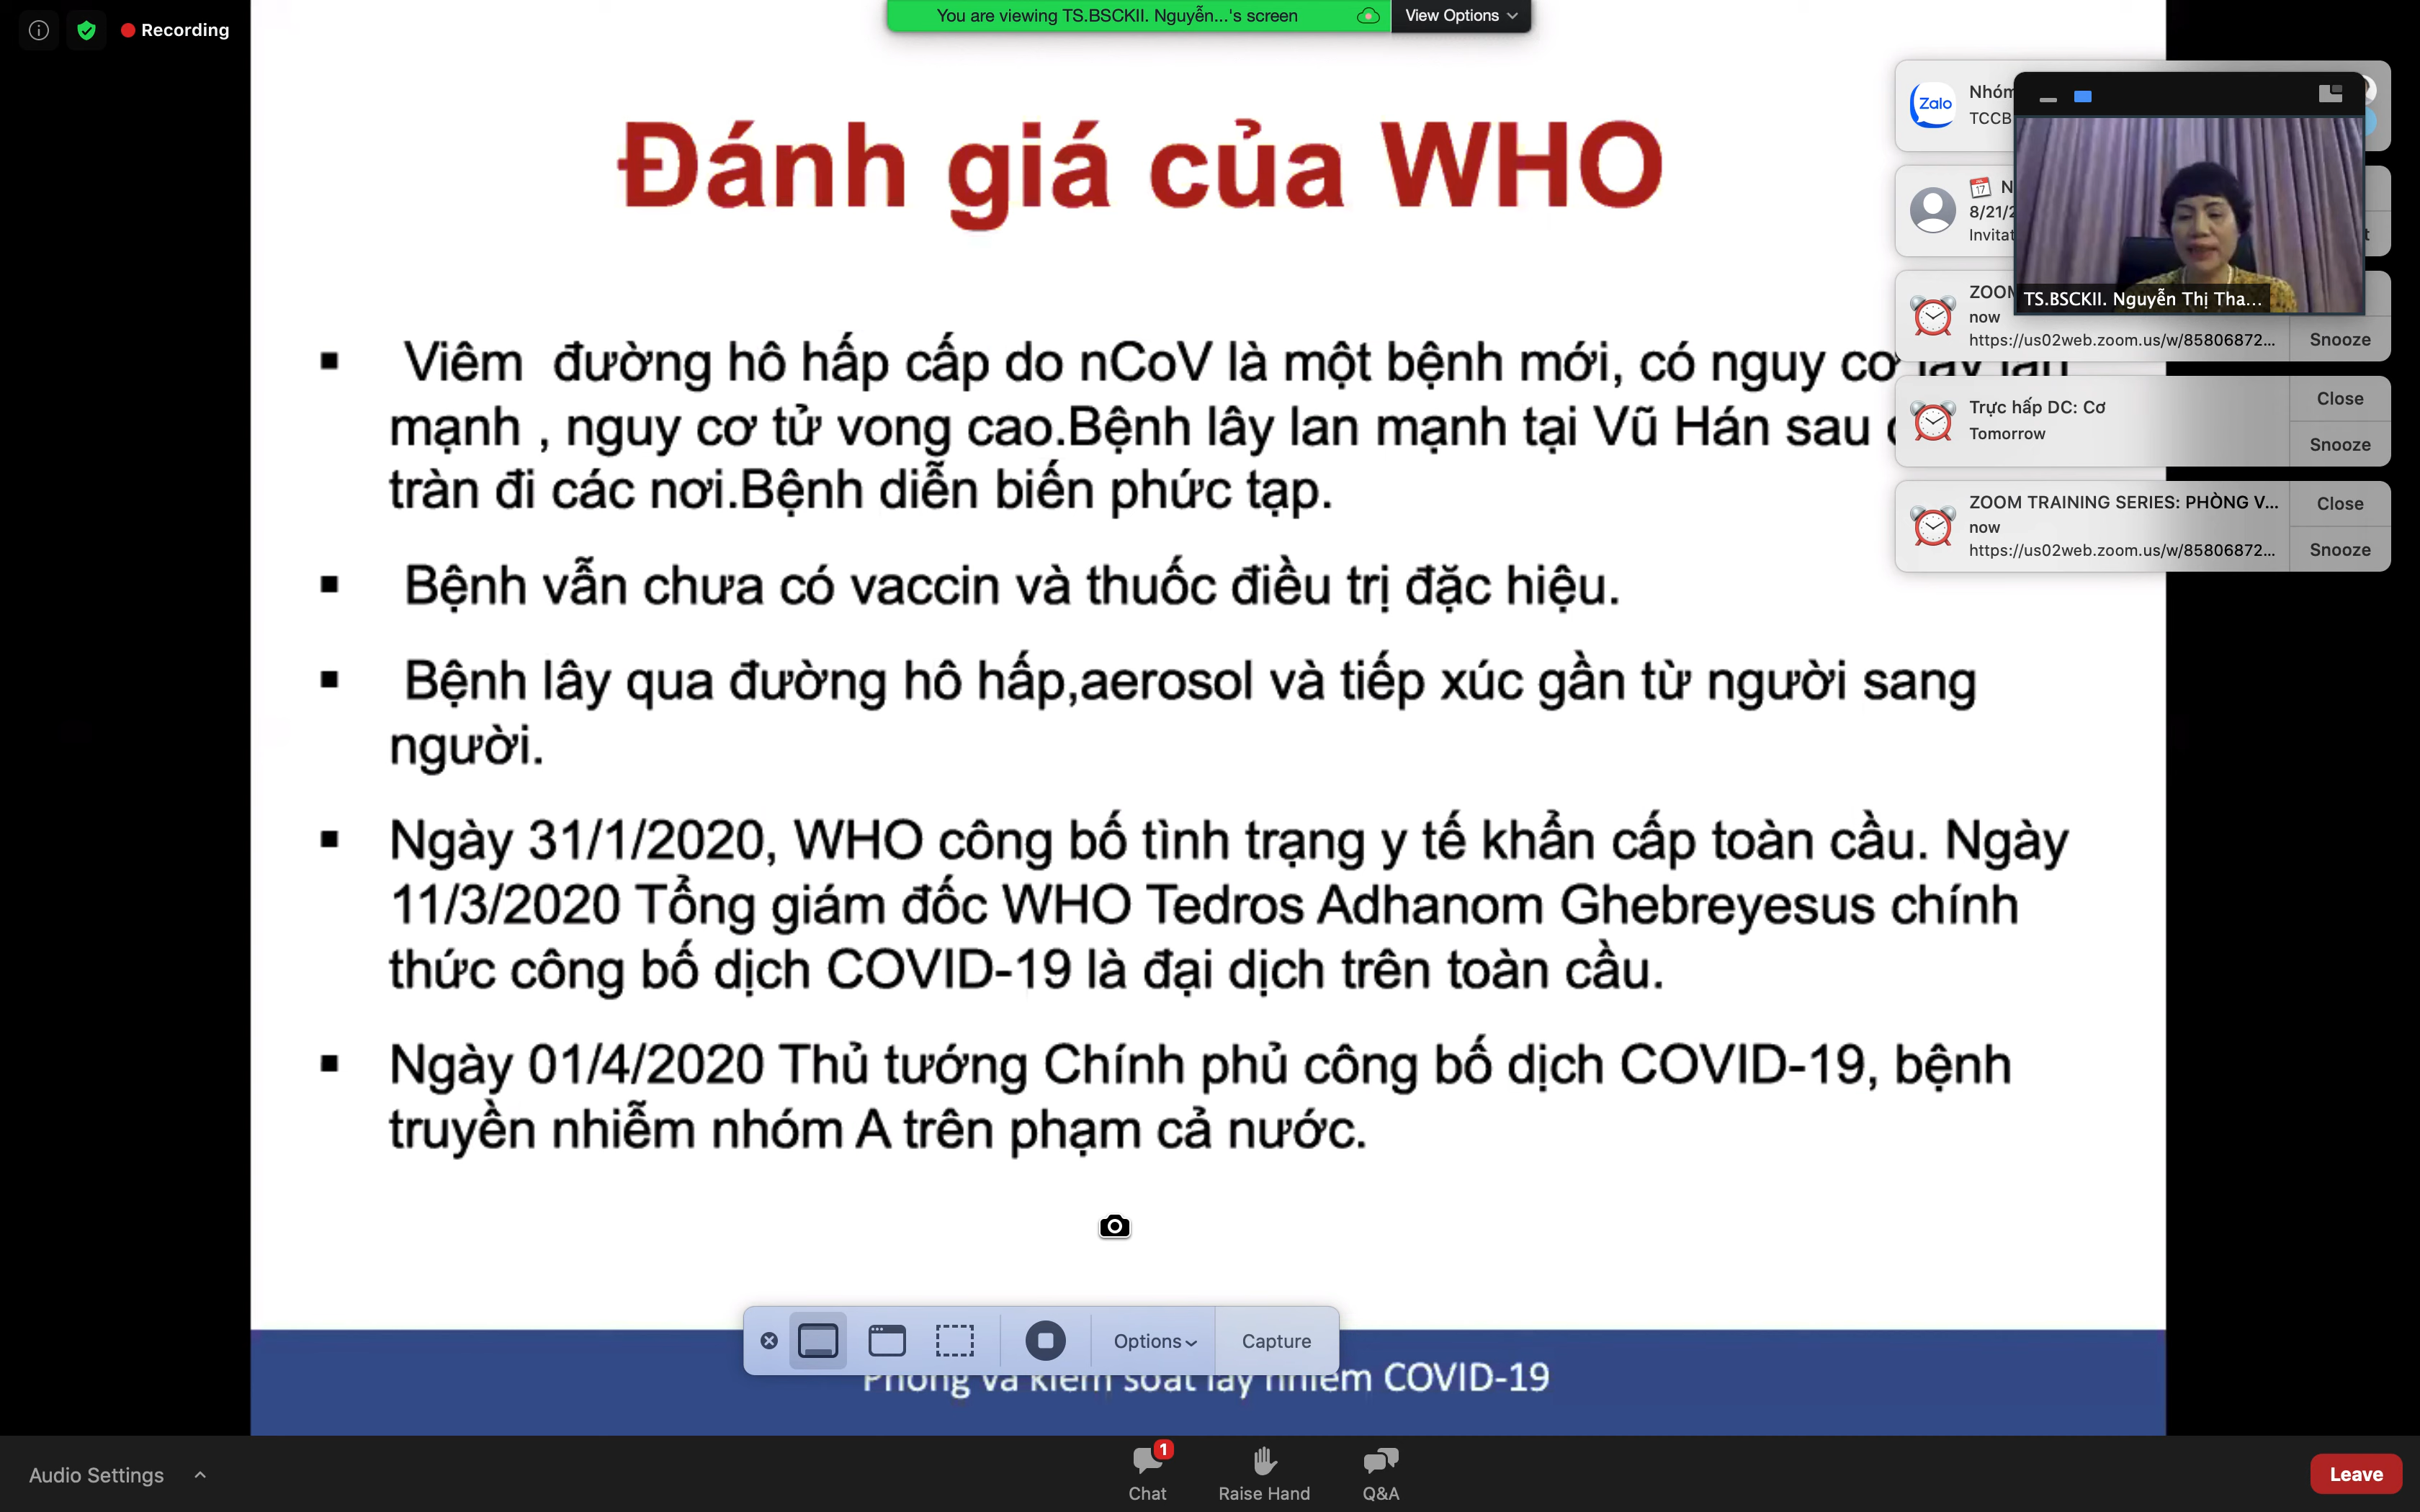 Recording
You are viewing TS.BSCKII. Nguyễn...'s screen
View Options
Đánh giá của WHO
Zalo
TCCB
17
8/21/2
ZOOM
now
https://us02web.zoom.us/w/85806872...
Snooze
TS.BSCKII. Nguyễn Thị Tha...
Trực hấp DC: Cơ
Tomorrow
Close
Snooze
ZOOM TRAINING SERIES: PHÒNG V...
now
https://us02web.zoom.us/w/85806872...
Close
Snooze
▪ Viêm đường hô hấp cấp do nCoV là một bệnh mới, có nguy cơ lây lan
mạnh , nguy cơ tử vong cao.Bệnh lây lan mạnh tại Vũ Hán sau
tràn đi các nơi.Bệnh diễn biến phức tạp.
▪ Bệnh vẫn chưa có vaccin và thuốc điều trị đặc hiệu.
▪ Bệnh lây qua đường hô hấp,aerosol và tiếp xúc gần từ người sang
người.
▪ Ngày 31/1/2020, WHO công bố tình trạng y tế khẩn cấp toàn cầu. Ngày
11/3/2020 Tổng giám đốc WHO Tedros Adhanom Ghebreyesus chính
thức công bố dịch COVID-19 là đại dịch trên toàn cầu.
▪ Ngày 01/4/2020 Thủ tướng Chính phủ công bố dịch COVID-19, bệnh
truyền nhiễm nhóm A trên phạm cả nước.
Options
Capture
Phòng và kiểm soát lây nhiễm COVID-19
Audio Settings
1
Chat
Raise Hand
Q&A
Leave